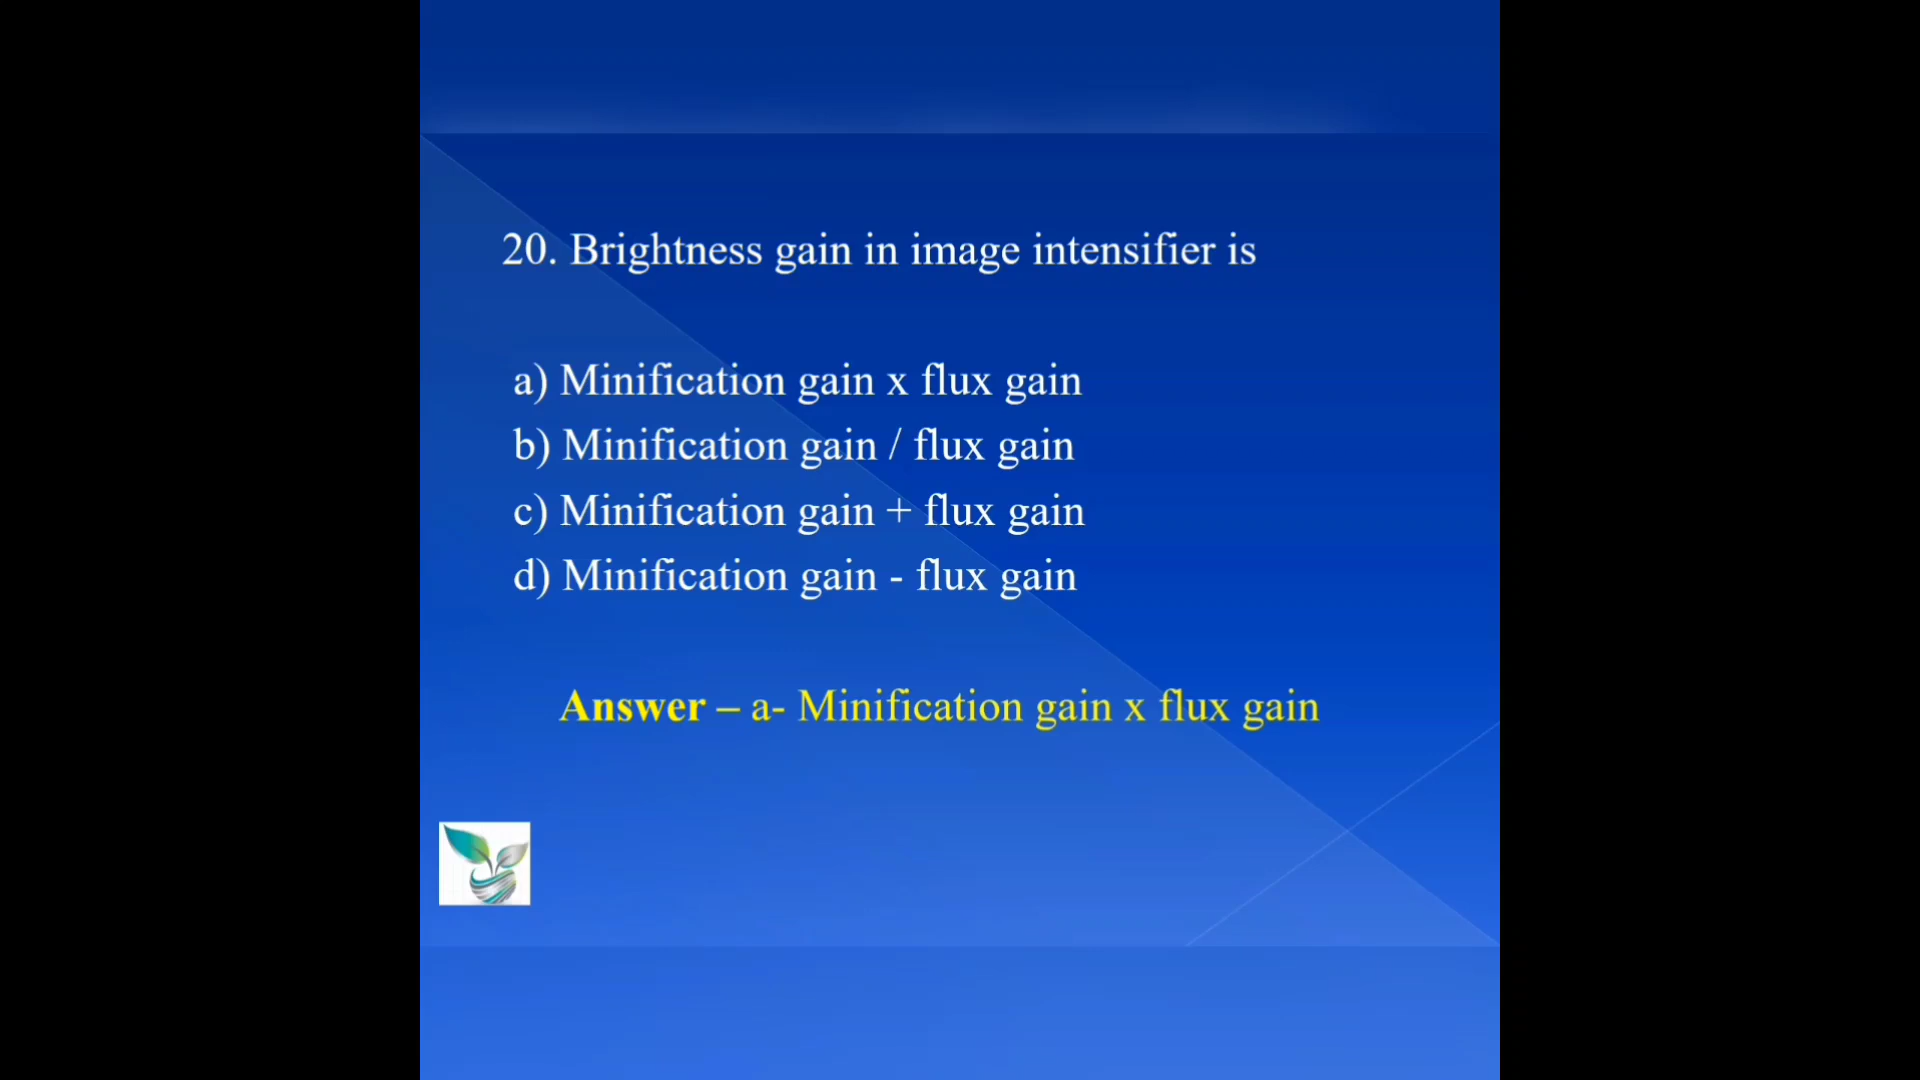 20. Brightness gain in image intensifier is
a) Minification gain x flux gain
b) Minification gain / flux gain
c) Minification gain + flux gain
d) Minification gain - flux gain
Answer – a- Minification gain x flux gain